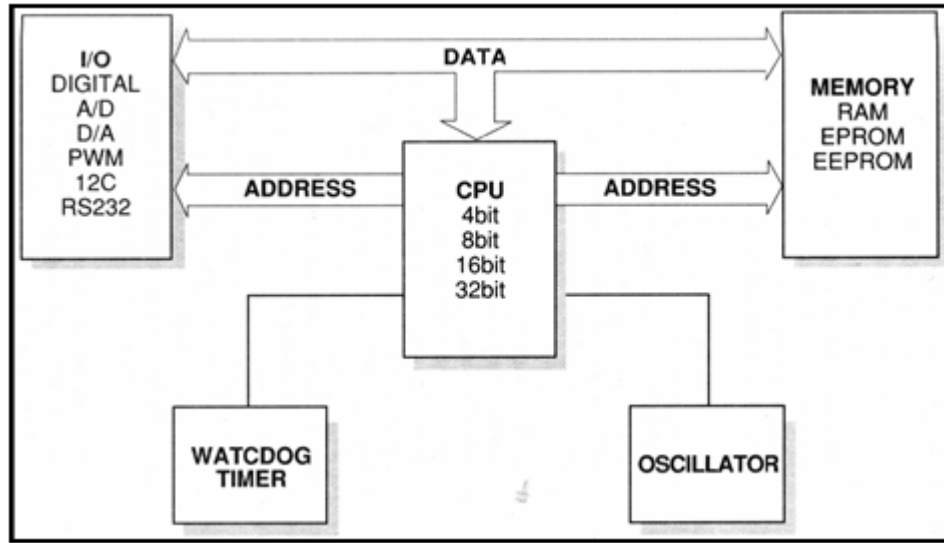 I/O
DIGITAL
A/D
D/A
PWM
12C
RS232
DATA
MEMORY
RAM
EPROM
EEPROM
ADDRESS
CPU
4bit
8bit
16bit
32bit
ADDRESS
WATCDOG
TIMER
OSCILLATOR